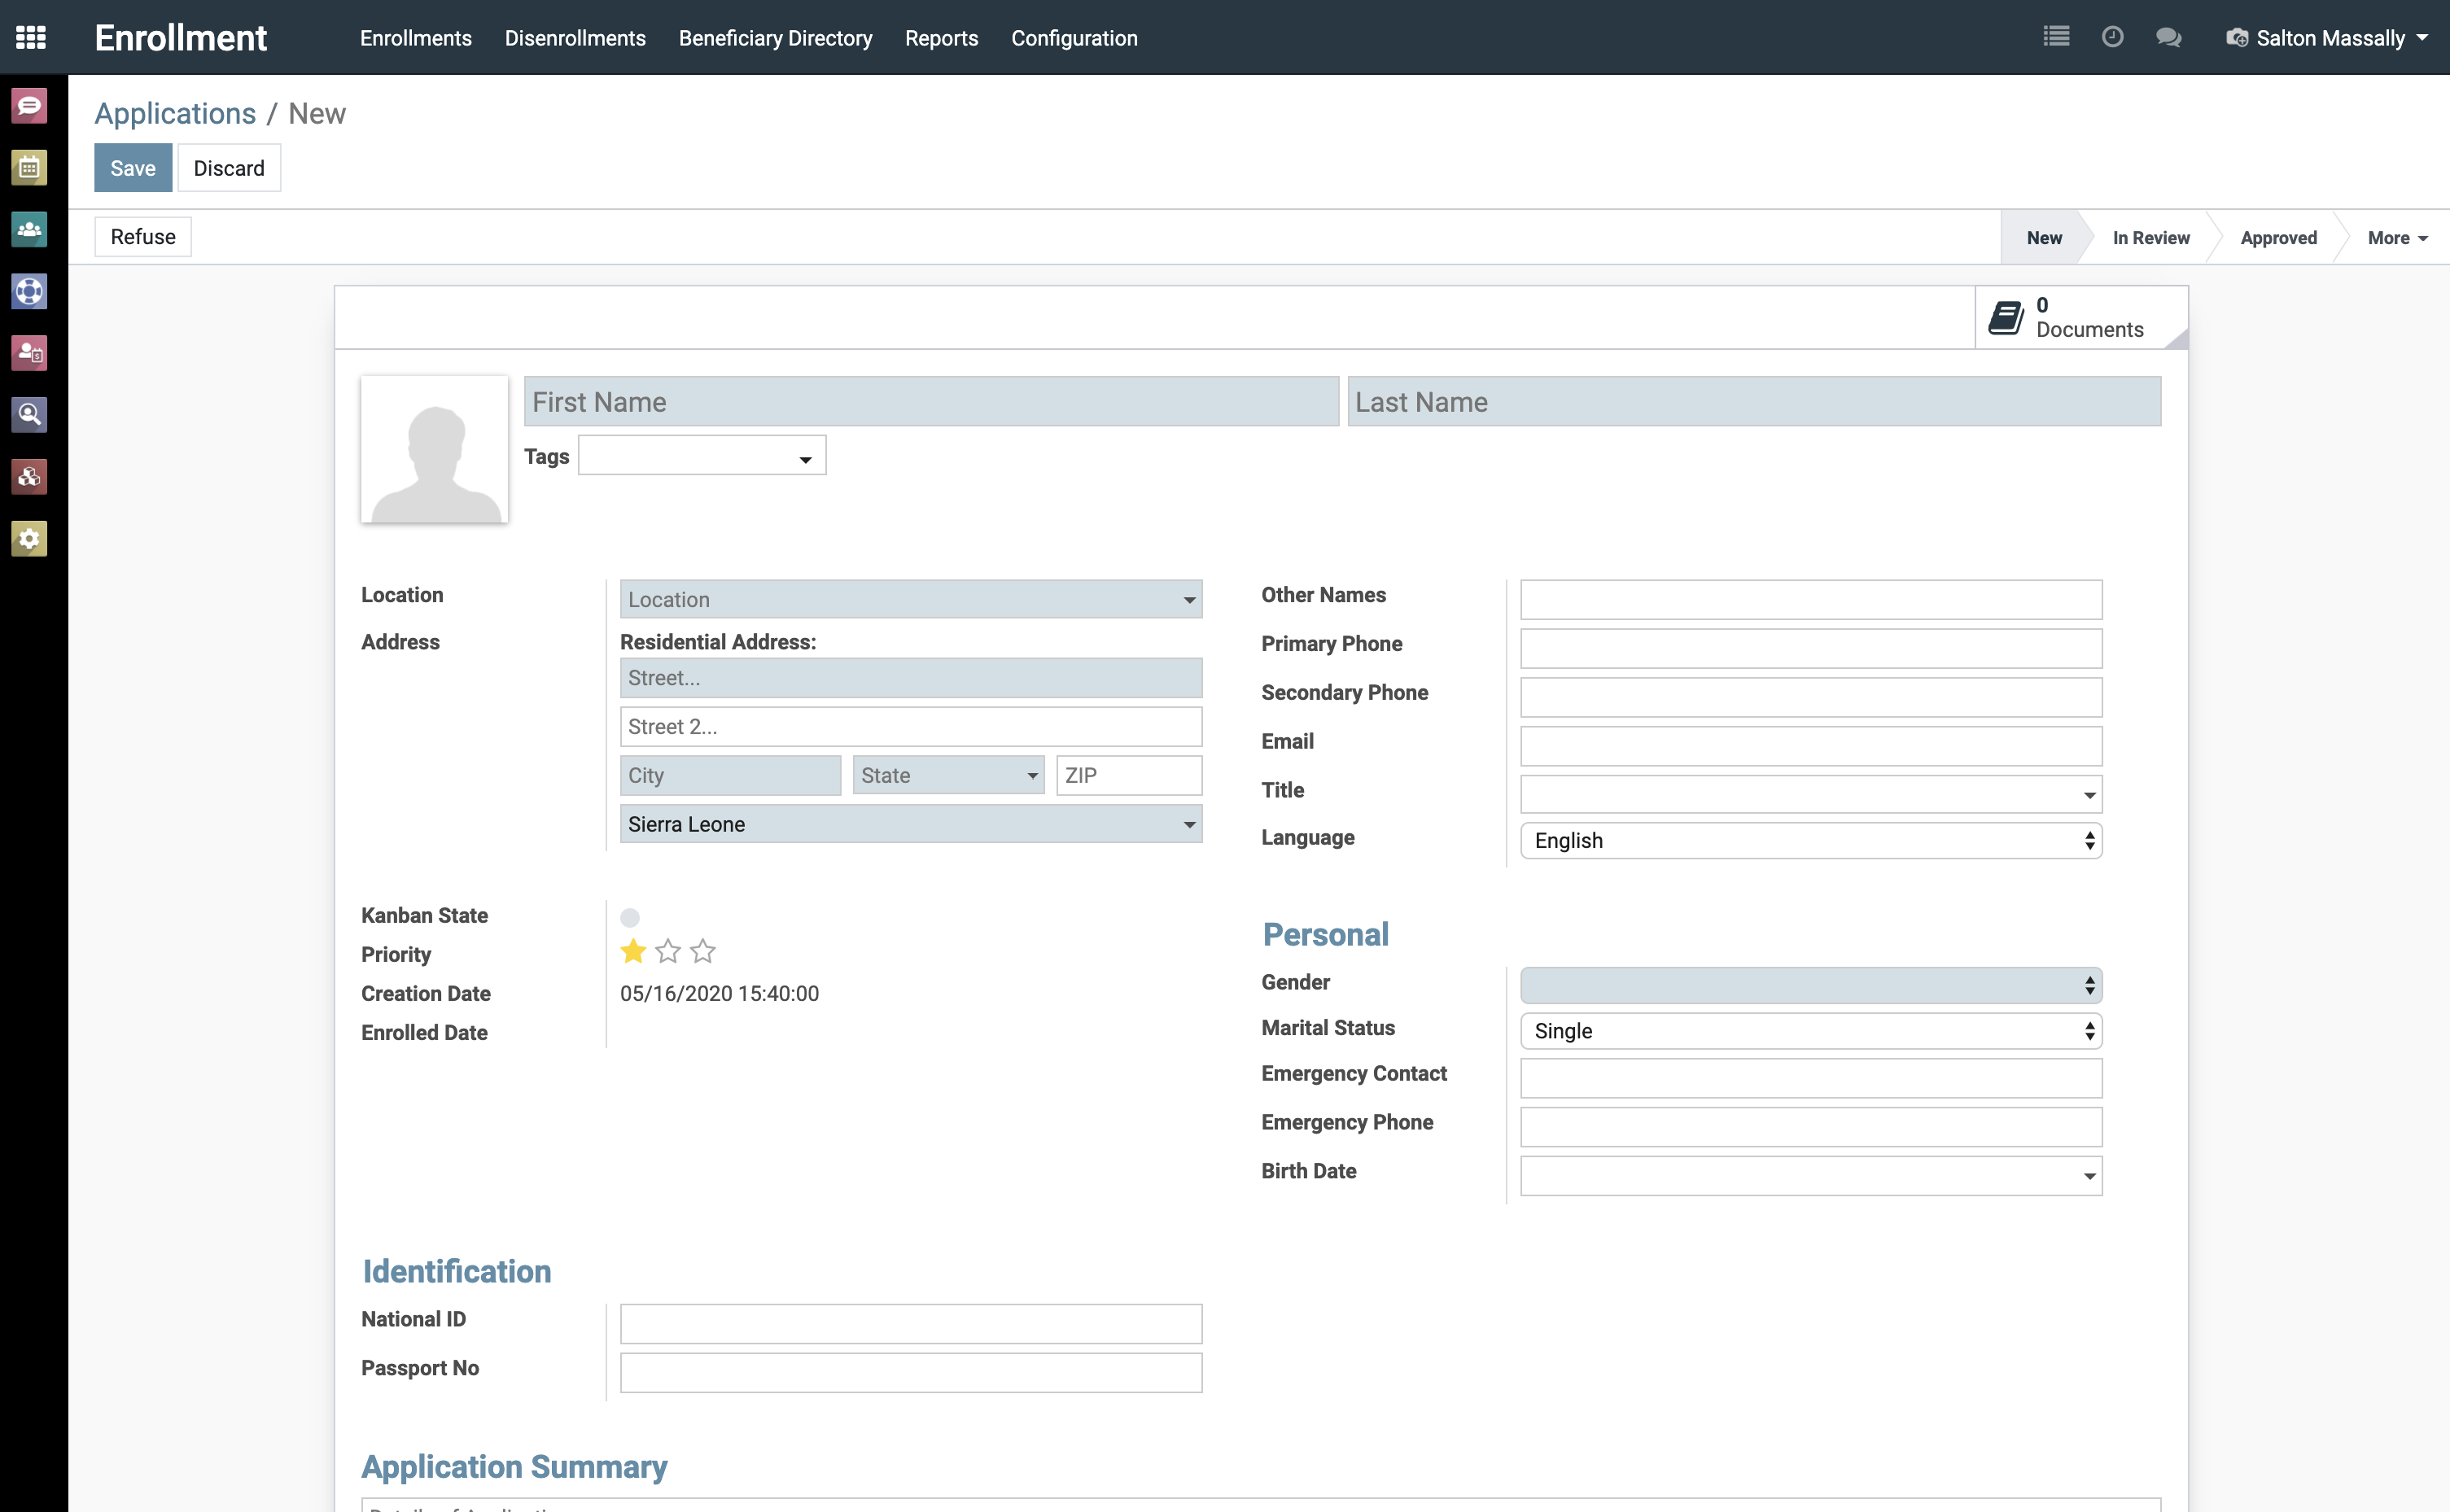 Enrollment Enrollments Disenrollments Beneficiary Directory Reports Configuration Salton Massally
Applications / New
Save Discard
Refuse New In Review Approved More
0
Documents
First Name Last Name
Tags
Location Location
Address Residential Address:
Street...
Street 2...
City State ZIP
Sierra Leone
Other Names
Primary Phone
Secondary Phone
Email
Title
Language English
Kanban State
Priority
Creation Date 05/16/2020 15:40:00
Enrolled Date
Personal
Gender
Marital Status Single
Emergency Contact
Emergency Phone
Birth Date
Identification
National ID
Passport No
Application Summary